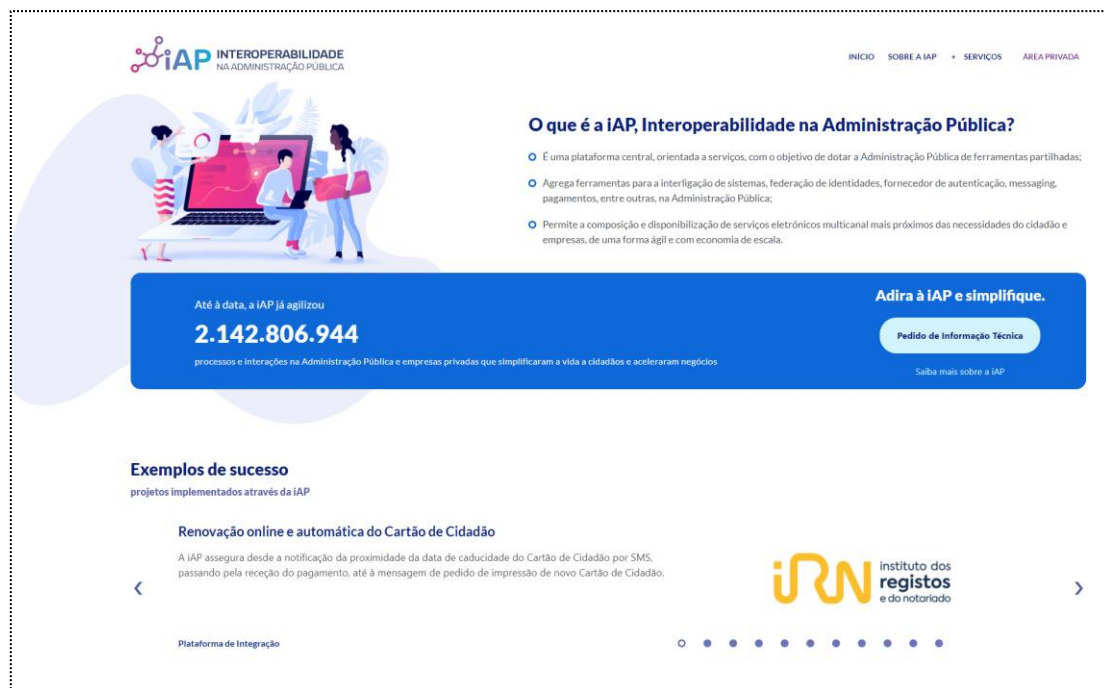 iAP INTEROPERABILIDADE
NA ADMINISTRAÇÃO PÚBLICA
INÍCIO SOBRE A IAP + SERVIÇOS ÁREA PRIVADA
O que é a iAP, Interoperabilidade na Administração Pública?
É uma plataforma central, orientada a serviços, com o objetivo de dotar a Administração Pública de ferramentas partilhadas;
Agrega ferramentas para a interligação de sistemas, federação de identidades, fornecedor de autenticação, messaging,
pagamentos, entre outras, na Administração Pública;
Permite a composição e disponibilização de serviços eletrónicos multicanal mais próximos das necessidades do cidadão e
empresas, de uma forma ágil e com economia de escala.
Até à data, a iAP já agilizou
2.142.806.944
processos e interações na Administração Pública e empresas privadas que simplificaram a vida a cidadãos e aceleraram negócios
Adira à iAP e simplifique.
Pedido de Informação Técnica
Saiba mais sobre a iAP
Exemplos de sucesso
projetos implementados através da iAP
Renovação online e automática do Cartão de Cidadão
A iAP assegura desde a notificação da proximidade da data de caducidade do Cartão de Cidadão por SMS,
passando pela receção do pagamento, até à mensagem de pedido de impressão de novo Cartão de Cidadão.
iRN instituto dos
registos
e do notariado
Plataforma de Integração